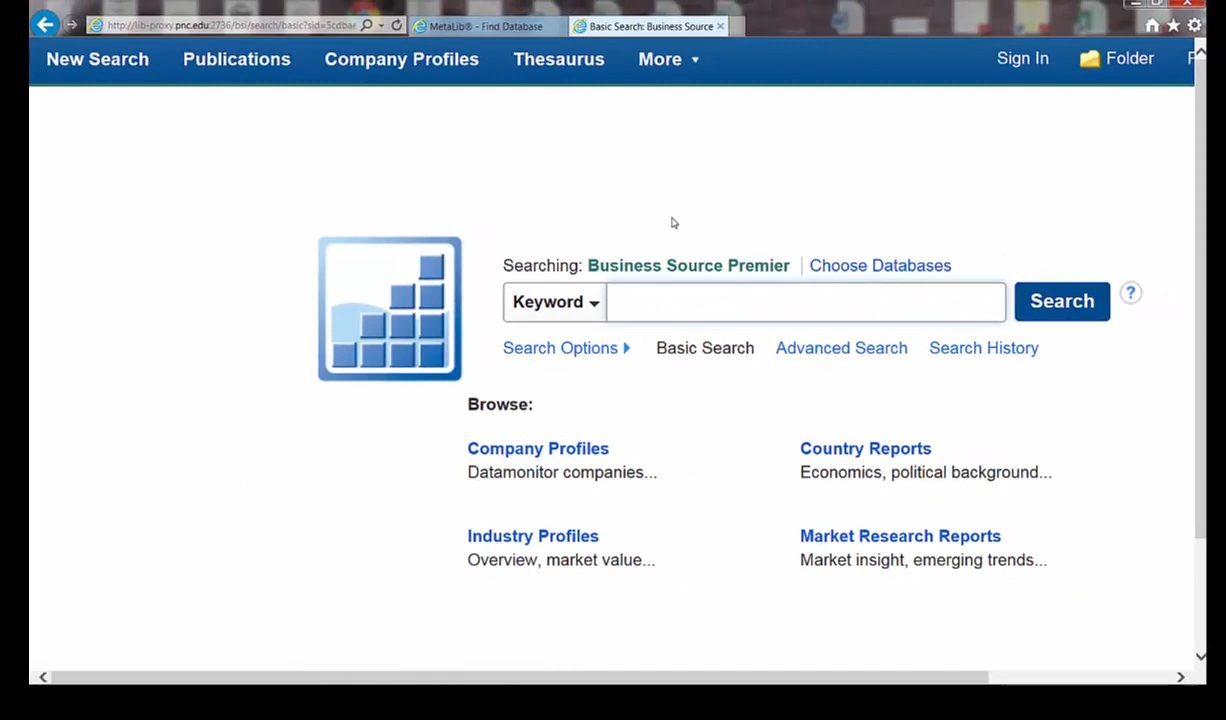 http://lib-proxy.pnc.edu:2736/bsi/search/basic?sid=5cdbae
MetaLib® - Find Database
Basic Search: Business Source
New Search
Publications
Company Profiles
Thesaurus
More
Sign In
Folder
Searching: Business Source Premier
Choose Databases
Keyword
Search
?
Search Options
Basic Search
Advanced Search
Search History
Browse:
Company Profiles
Country Reports
Datamonitor companies...
Economics, political background...
Industry Profiles
Market Research Reports
Overview, market value...
Market insight, emerging trends...